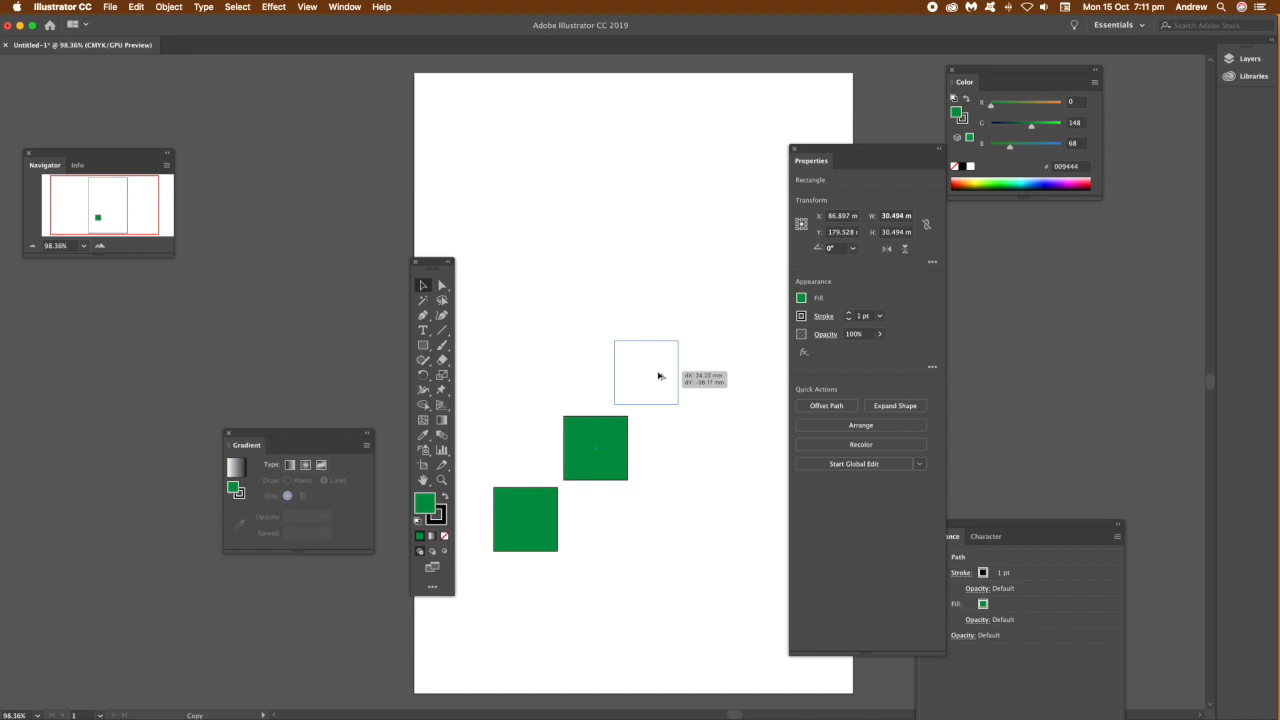 Illustrator CC File Edit Object Type Select Effect View Window Help
Mon 15 Oct 7:11 pm Andrew
Adobe Illustrator CC 2019
Essentials
Search Adobe Stock
Untitled-1* @ 98.36% (CMYK/GPU Preview)
Layers
Libraries
Color
R 0
G 148
B 68
# 009444
Navigator Info
98.36%
Properties
Rectangle
Transform
X: 86.897 m W: 30.494 m
Y: 179.528 H: 30.494 m
0°
Appearance
Fill
Stroke 1 pt
Opacity 100%
fx.
Quick Actions
Offset Path Expand Shape
Arrange
Recolor
Start Global Edit
dX: 24.22 mm
dY: -36.17 mm
Gradient
Type:
Draw: Points Lines
Stop:
Opacity:
Spread:
ance Character
Path
Stroke: 1 pt
Opacity: Default
Fill:
Opacity: Default
Opacity: Default
98.36% 1 Copy